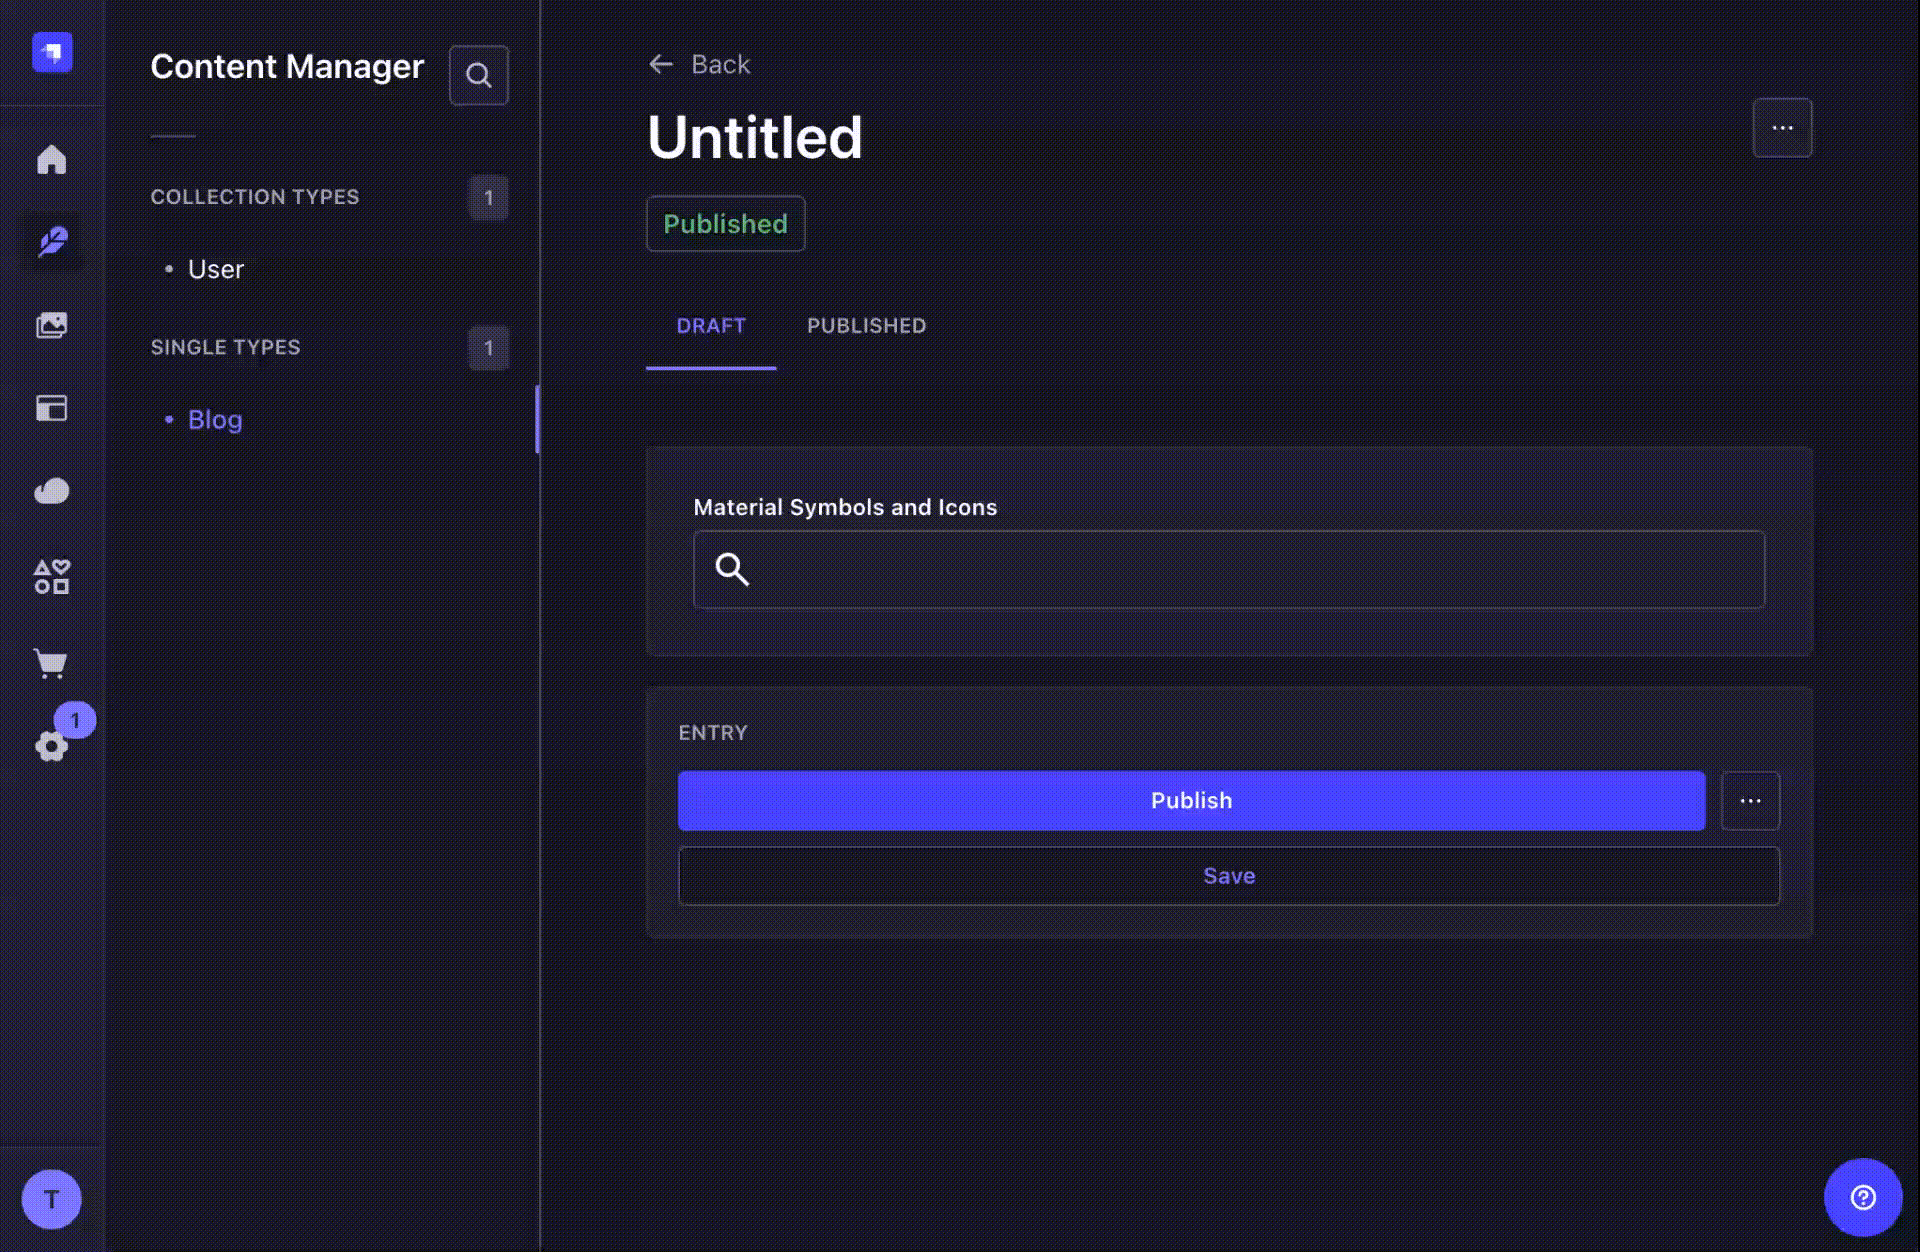 Content Manager
COLLECTION TYPES 1
User
SINGLE TYPES 1
Blog
1
T
Back
Untitled
Published
DRAFT PUBLISHED
Material Symbols and Icons
ENTRY
Publish
Save